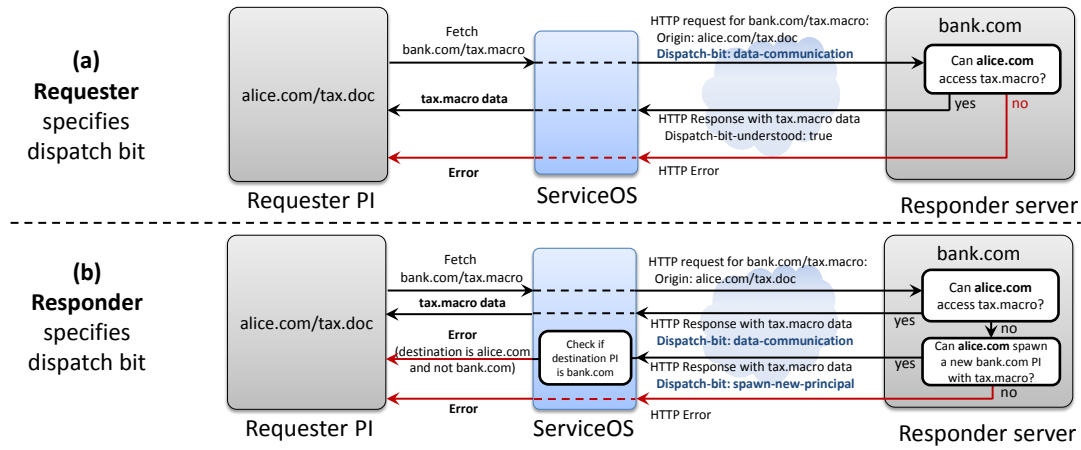 (a)
Requester
specifies
dispatch bit
alice.com/tax.doc
Requester PI
Fetch
bank.com/tax.macro
tax.macro data
Error
ServiceOS
HTTP request for bank.com/tax.macro:
Origin: alice.com/tax.doc
Dispatch-bit: data-communication
HTTP Response with tax.macro data
Dispatch-bit-understood: true
HTTP Error
bank.com
Can alice.com
access tax.macro?
yes
no
Responder server
(b)
Responder
specifies
dispatch bit
alice.com/tax.doc
Requester PI
Fetch
bank.com/tax.macro
tax.macro data
Error
(destination is alice.com
and not bank.com)
Error
Check if
destination PI
is bank.com
ServiceOS
HTTP request for bank.com/tax.macro:
Origin: alice.com/tax.doc
HTTP Response with tax.macro data
Dispatch-bit: data-communication
HTTP Response with tax.macro data
Dispatch-bit: spawn-new-principal
HTTP Error
bank.com
Can alice.com
access tax.macro?
yes
no
Can alice.com spawn
a new bank.com PI
with tax.macro?
yes
no
Responder server